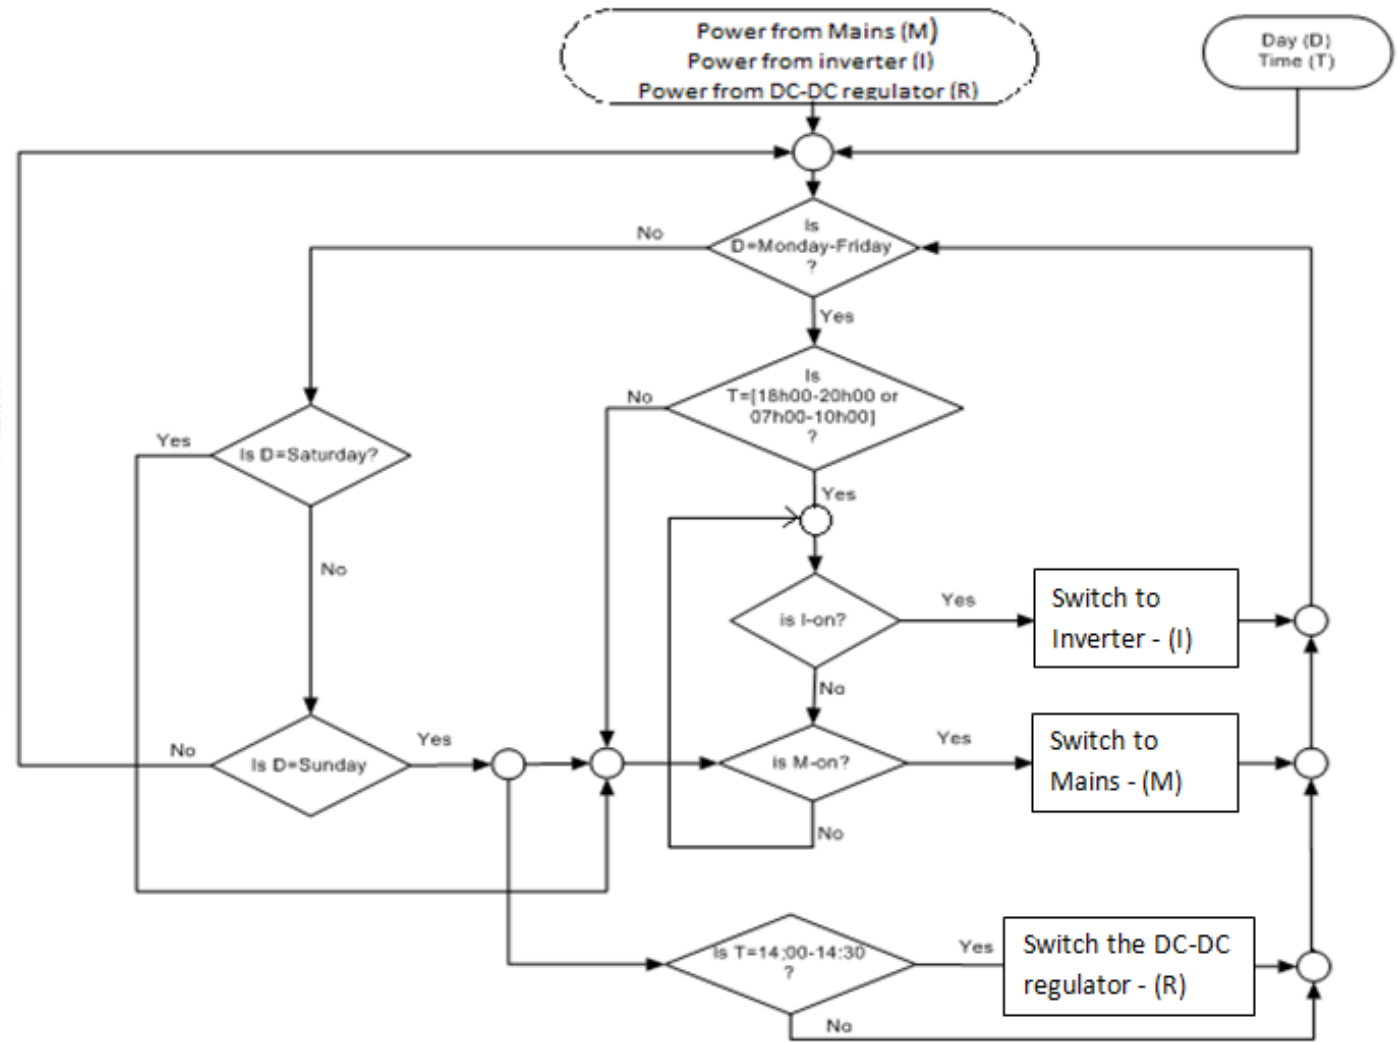 Power from Mains (M)
Power from inverter (I)
Power from DC-DC regulator (R)
Day (D)
Time (T)
Is
D=Monday-Friday
?
No
Yes
Is
T=[18h00-20h00 or
07h00-10h00]
?
No
Yes
Yes
Is D=Saturday?
No
is I-on?
Yes
Switch to
Inverter - (I)
No
No
Is D=Sunday
Yes
is M-on?
Yes
Switch to
Mains - (M)
No
Is T=14;00-14:30
?
Yes
Switch the DC-DC
regulator - (R)
No